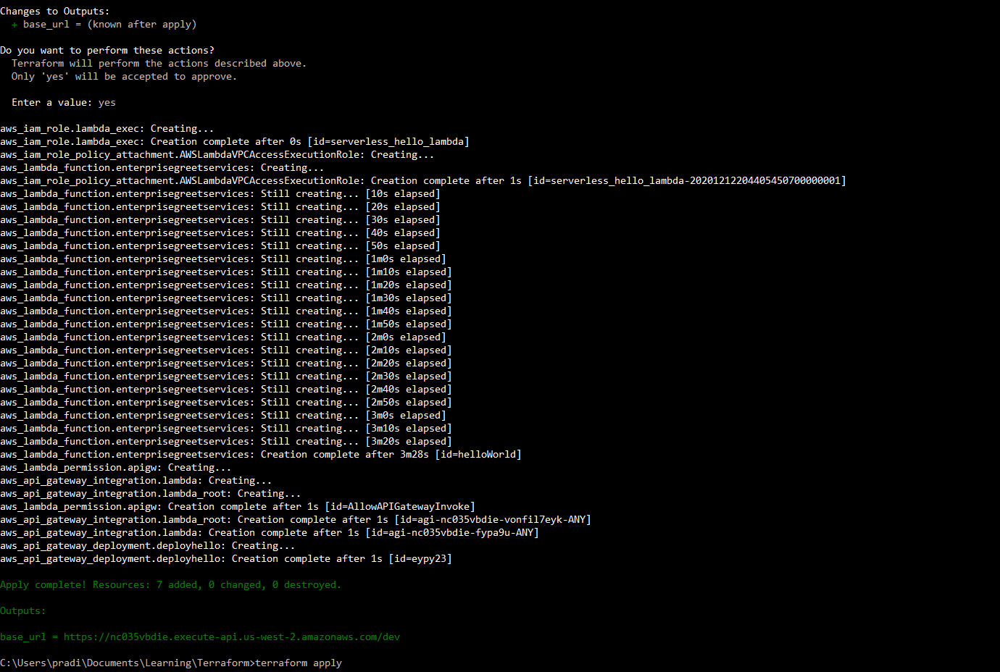 Changes to Outputs:
+ base_url = (known after apply)
Do you want to perform these actions?
Terraform will perform the actions described above.
Only 'yes' will be accepted to approve.
Enter a value: yes
aws_iam_role.lambda_exec: Creating...
aws_iam_role.lambda_exec: Creation complete after 0s [id=serverless_hello_lambda]
aws_iam_role_policy_attachment.AWSLambdaVPCAccessExecutionRole: Creating...
aws_lambda_function.enterprisegreetservices: Creating...
aws_iam_role_policy_attachment.AWSLambdaVPCAccessExecutionRole: Creation complete after 1s [id=serverless_hello_lambda-20201212204405450700000001]
aws_lambda_function.enterprisegreetservices: Still creating... [10s elapsed]
aws_lambda_function.enterprisegreetservices: Still creating... [20s elapsed]
aws_lambda_function.enterprisegreetservices: Still creating... [30s elapsed]
aws_lambda_function.enterprisegreetservices: Still creating... [40s elapsed]
aws_lambda_function.enterprisegreetservices: Still creating... [50s elapsed]
aws_lambda_function.enterprisegreetservices: Still creating... [1m0s elapsed]
aws_lambda_function.enterprisegreetservices: Still creating... [1m10s elapsed]
aws_lambda_function.enterprisegreetservices: Still creating... [1m20s elapsed]
aws_lambda_function.enterprisegreetservices: Still creating... [1m30s elapsed]
aws_lambda_function.enterprisegreetservices: Still creating... [1m40s elapsed]
aws_lambda_function.enterprisegreetservices: Still creating... [1m50s elapsed]
aws_lambda_function.enterprisegreetservices: Still creating... [2m0s elapsed]
aws_lambda_function.enterprisegreetservices: Still creating... [2m10s elapsed]
aws_lambda_function.enterprisegreetservices: Still creating... [2m20s elapsed]
aws_lambda_function.enterprisegreetservices: Still creating... [2m30s elapsed]
aws_lambda_function.enterprisegreetservices: Still creating... [2m40s elapsed]
aws_lambda_function.enterprisegreetservices: Still creating... [2m50s elapsed]
aws_lambda_function.enterprisegreetservices: Still creating... [3m0s elapsed]
aws_lambda_function.enterprisegreetservices: Still creating... [3m10s elapsed]
aws_lambda_function.enterprisegreetservices: Still creating... [3m20s elapsed]
aws_lambda_function.enterprisegreetservices: Creation complete after 3m28s [id=helloWorld]
aws_lambda_permission.apigw: Creating...
aws_api_gateway_integration.lambda: Creating...
aws_api_gateway_integration.lambda_root: Creating...
aws_lambda_permission.apigw: Creation complete after 1s [id=AllowAPIGatewayInvoke]
aws_api_gateway_integration.lambda_root: Creation complete after 1s [id=agi-nc035vbdie-vonfil7eyk-ANY]
aws_api_gateway_integration.lambda: Creation complete after 1s [id=agi-nc035vbdie-fypa9u-ANY]
aws_api_gateway_deployment.deployhello: Creating...
aws_api_gateway_deployment.deployhello: Creation complete after 1s [id=eypy23]
Apply complete! Resources: 7 added, 0 changed, 0 destroyed.
Outputs:
base_url = https://nc035vbdie.execute-api.us-west-2.amazonaws.com/dev
C:\Users\pradi\Documents\Learning\Terraform>terraform apply